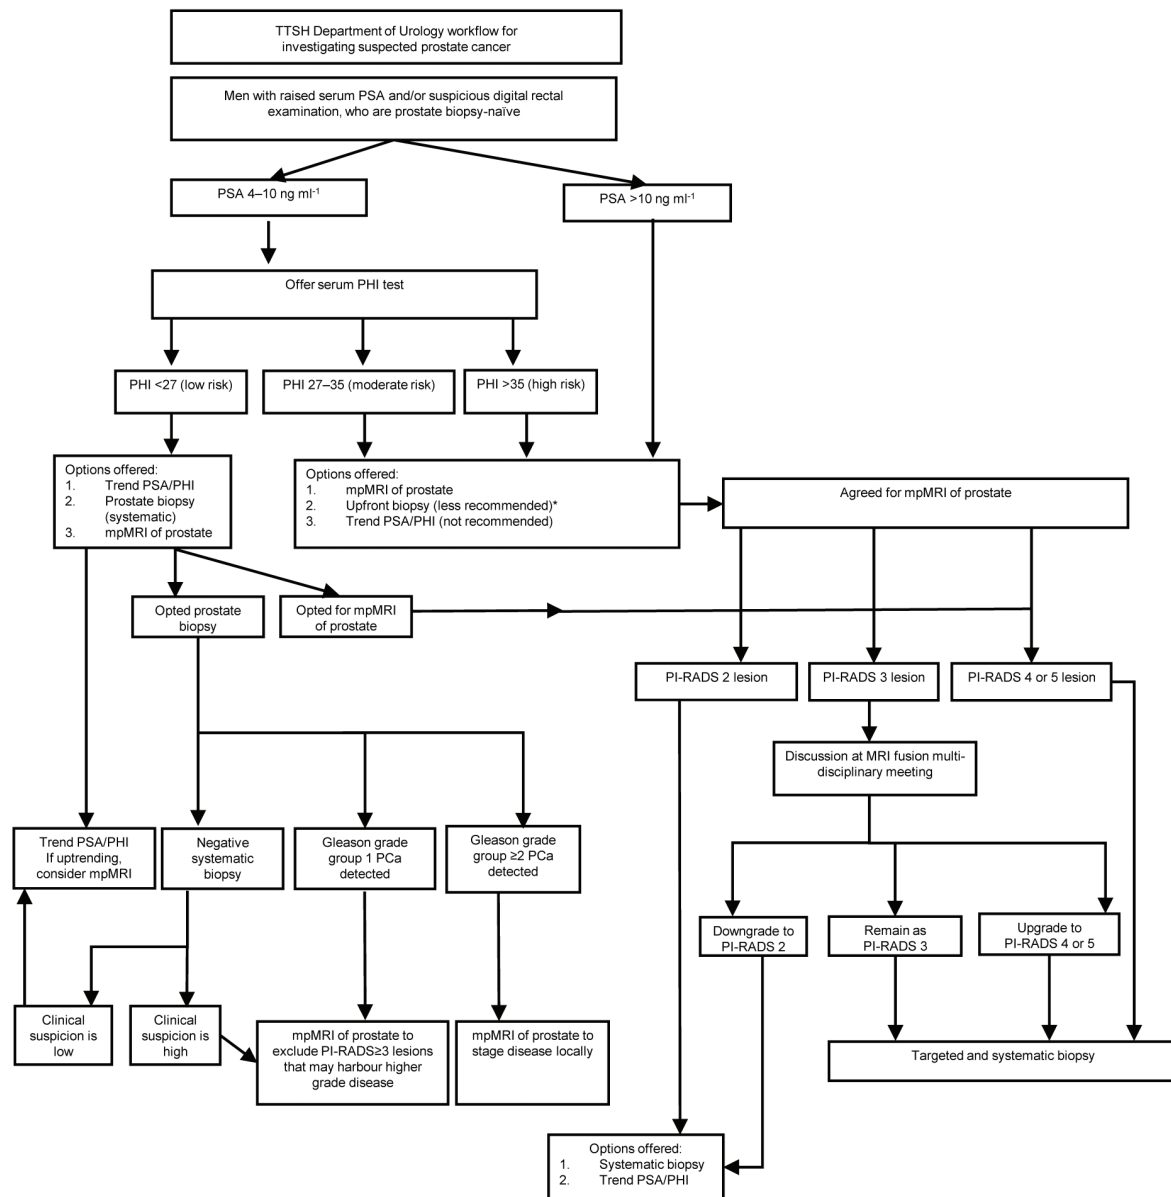 TTSH Department of Urology workflow for
investigating suspected prostate cancer
Men with raised serum PSA and/or suspicious digital rectal
examination, who are prostate biopsy-naïve
PSA 4–10 ng ml⁻¹
PSA >10 ng ml⁻¹
Offer serum PHI test
PHI <27 (low risk)
PHI 27–35 (moderate risk)
PHI >35 (high risk)
Options offered:
1. Trend PSA/PHI
2. Prostate biopsy
(systematic)
3. mpMRI of prostate
Options offered:
1. mpMRI of prostate
2. Upfront biopsy (less recommended)*
3. Trend PSA/PHI (not recommended)
Agreed for mpMRI of prostate
Opted prostate
biopsy
Opted for mpMRI
of prostate
PI-RADS 2 lesion
PI-RADS 3 lesion
PI-RADS 4 or 5 lesion
Discussion at MRI fusion multi-
disciplinary meeting
Trend PSA/PHI
If uptrending,
consider mpMRI
Negative
systematic
biopsy
Gleason grade
group 1 PCa
detected
Gleason grade
group ≥2 PCa
detected
Downgrade to
PI-RADS 2
Remain as
PI-RADS 3
Upgrade to
PI-RADS 4 or 5
Clinical
suspicion is
low
Clinical
suspicion is
high
mpMRI of prostate to
exclude PI-RADS≥3 lesions
that may harbour higher
grade disease
mpMRI of prostate to
stage disease locally
Targeted and systematic biopsy
Options offered:
1. Systematic biopsy
2. Trend PSA/PHI